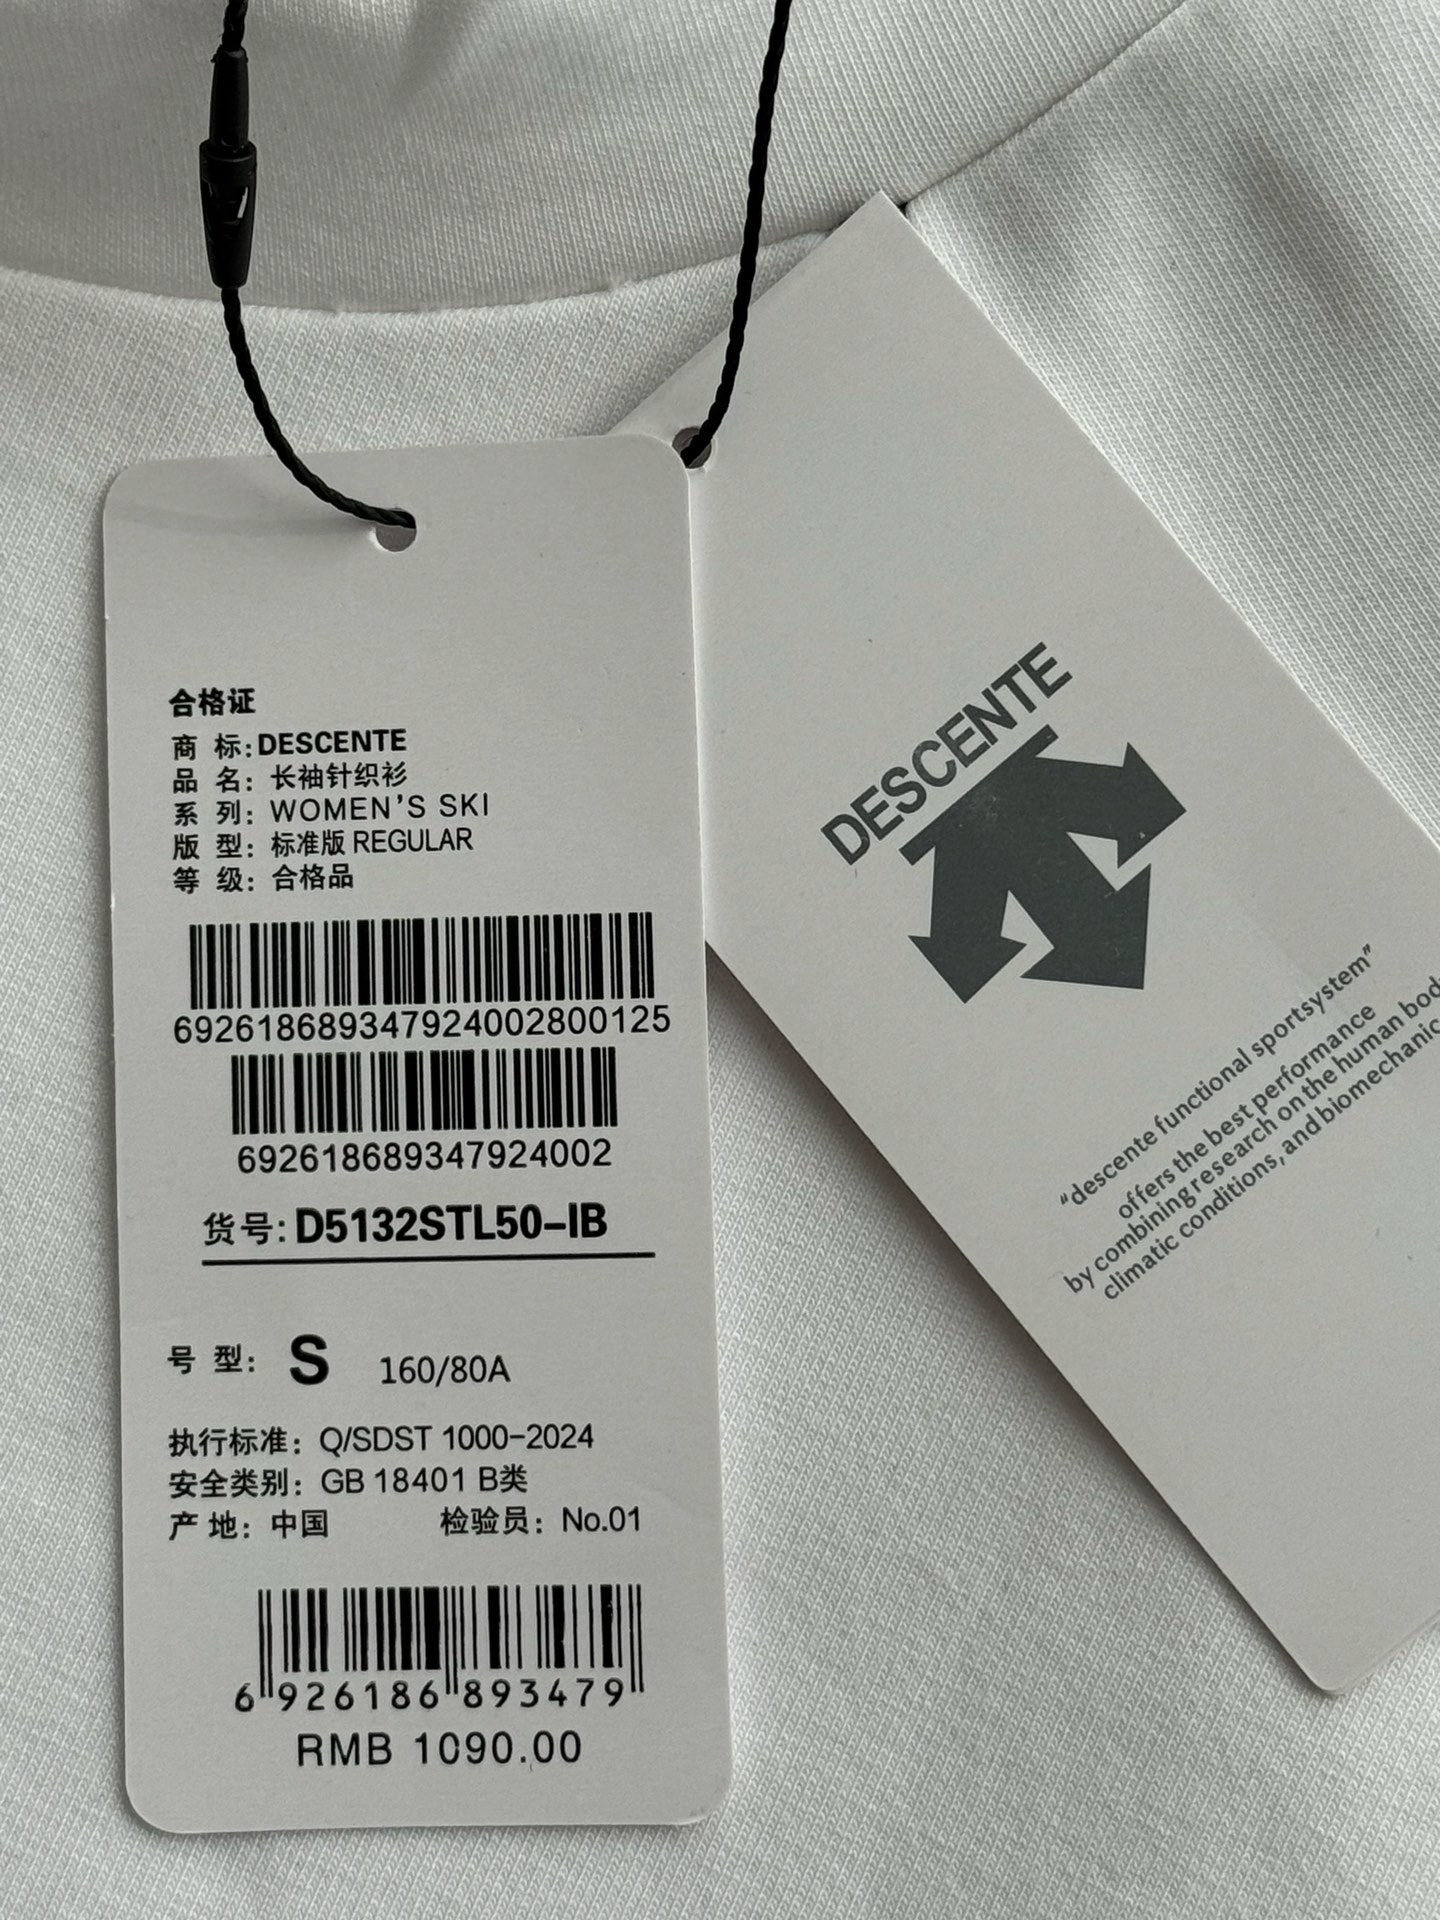 合格证
商 标:DESCENTE
品 名: 长袖针织衫
系 列: WOMEN'S SKI
版 型: 标准版 REGULAR
等 级: 合格品
692618689347924002800125
692618689347924002
货号:D5132STL50-IB
号 型: S 160/80A
执行标准: Q/SDST 1000-2024
安全类别: GB 18401 B类
产 地: 中国 检验员: No.01
6 926186 893479
RMB 1090.00
DESCENTE
"descente functional sportsystem"
offers the best performance
by combining research on the human
climatic conditions, and